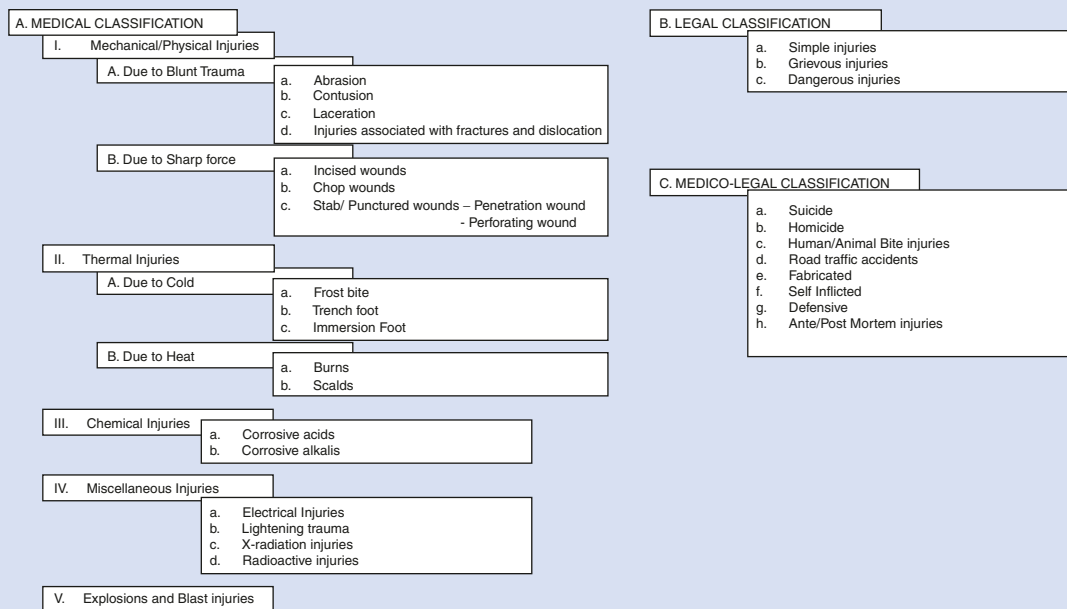 A. MEDICAL CLASSIFICATION
I. Mechanical/Physical Injuries
A. Due to Blunt Trauma
a. Abrasion
b. Contusion
c. Laceration
d. Injuries associated with fractures and dislocation
B. Due to Sharp force
a. Incised wounds
b. Chop wounds
c. Stab/ Punctured wounds – Penetration wound
- Perforating wound
II. Thermal Injuries
A. Due to Cold
a. Frost bite
b. Trench foot
c. Immersion Foot
B. Due to Heat
a. Burns
b. Scalds
III. Chemical Injuries
a. Corrosive acids
b. Corrosive alkalis
IV. Miscellaneous Injuries
a. Electrical Injuries
b. Lightening trauma
c. X-radiation injuries
d. Radioactive injuries
V. Explosions and Blast injuries
B. LEGAL CLASSIFICATION
a. Simple injuries
b. Grievous injuries
c. Dangerous injuries
C. MEDICO-LEGAL CLASSIFICATION
a. Suicide
b. Homicide
c. Human/Animal Bite injuries
d. Road traffic accidents
e. Fabricated
f. Self Inflicted
g. Defensive
h. Ante/Post Mortem injuries